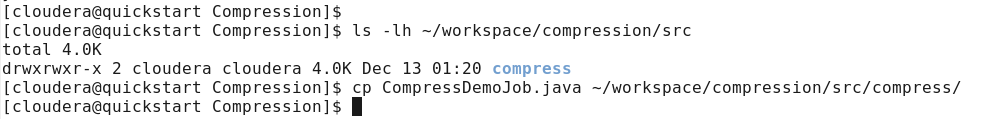 [cloudera@quickstart Compression]$
[cloudera@quickstart Compression]$ ls -lh ~/workspace/compression/src
total 4.0K
drwxrwxr-x 2 cloudera cloudera 4.0K Dec 13 01:20 compress
[cloudera@quickstart Compression]$ cp CompressDemoJob.java ~/workspace/compression/src/compress/
[cloudera@quickstart Compression]$